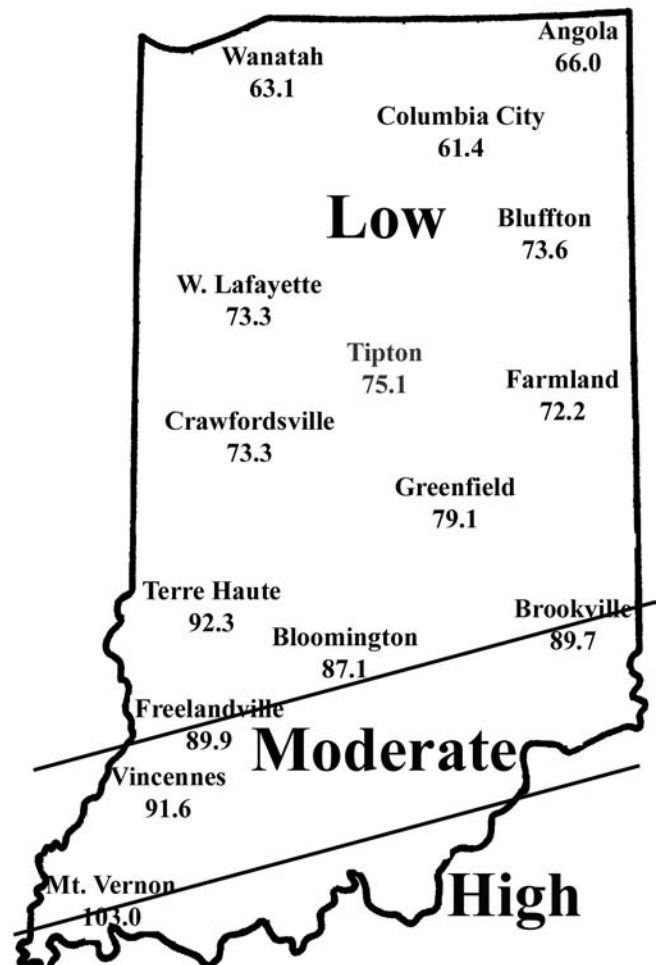 Angola
66.0
Wanatah
63.1
Columbia City
61.4
Low
Bluffton
73.6
W. Lafayette
73.3
Tipton
75.1
Farmland
72.2
Crawfordsville
73.3
Greenfield
79.1
Terre Haute
92.3
Brookville
89.7
Bloomington
87.1
Freelandville
89.9
Moderate
Vincennes
91.6
Mt. Vernon
103.0
High